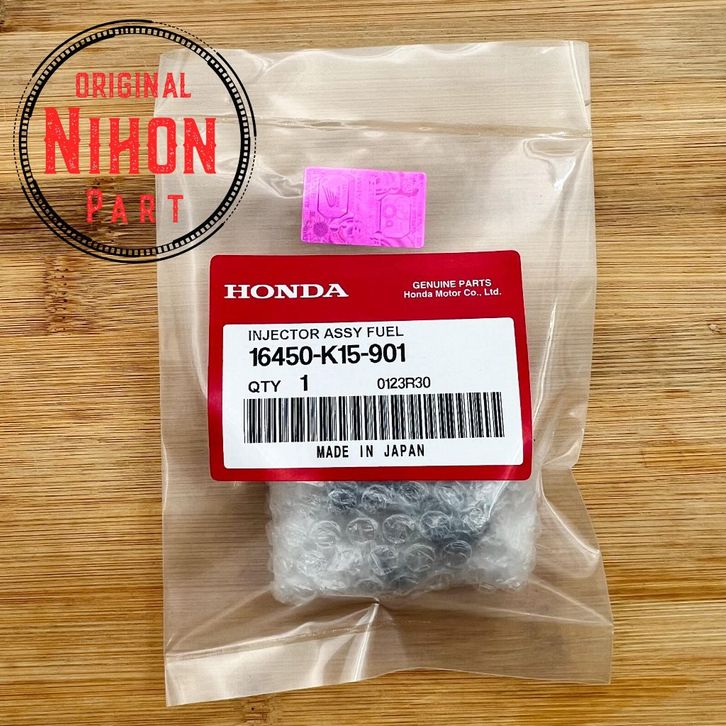 ORIGINAL
NIHON
PART
HONDA
GENUINE PARTS
Honda Motor Co., Ltd.
INJECTOR ASSY FUEL
16450-K15-901
QTY 1 0123R30
MADE IN JAPAN